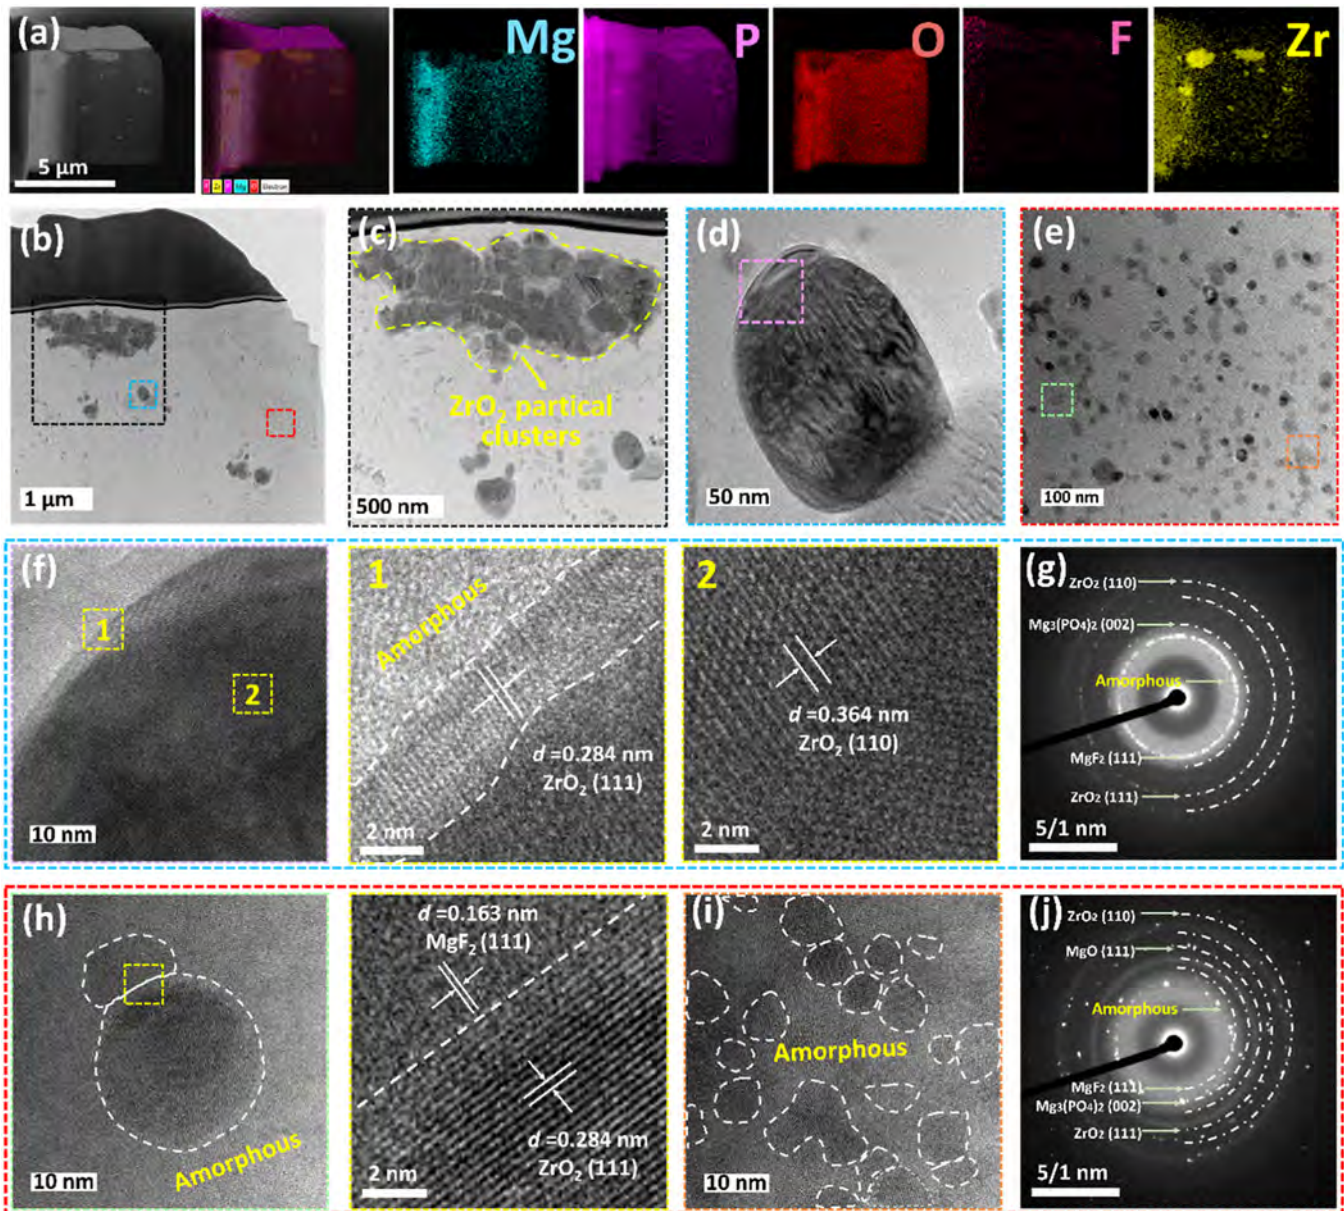 (a)
Mg
P
O
F
Zr
5 μm
F Zr P Mg O Electron
(b)
1 μm
(c)
ZrO₂ partical
clusters
500 nm
(d)
50 nm
(e)
100 nm
(f)
1
2
10 nm
1
Amorphous
d=0.284 nm
ZrO₂ (111)
2 nm
2
d=0.364 nm
ZrO₂ (110)
2 nm
(g)
ZrO₂ (110)
Mg₃(PO₄)₂ (002)
Amorphous
MgF₂ (111)
ZrO₂ (111)
5/1 nm
(h)
Amorphous
10 nm
d=0.163 nm
MgF₂ (111)
d=0.284 nm
ZrO₂ (111)
2 nm
(i)
Amorphous
10 nm
(j)
ZrO₂ (110)
MgO (111)
Amorphous
MgF₂ (111)
Mg₃(PO₄)₂ (002)
ZrO₂ (111)
5/1 nm